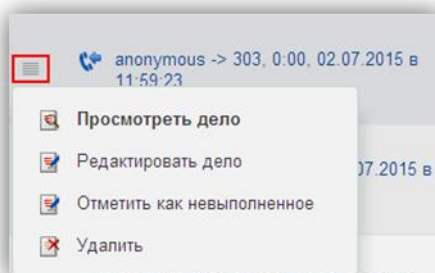 anonymous -> 303, 0:00, 02.07.2015 в
11:59:23
Просмотреть дело
Редактировать дело
07.2015 в
Отметить как невыполненное
Удалить